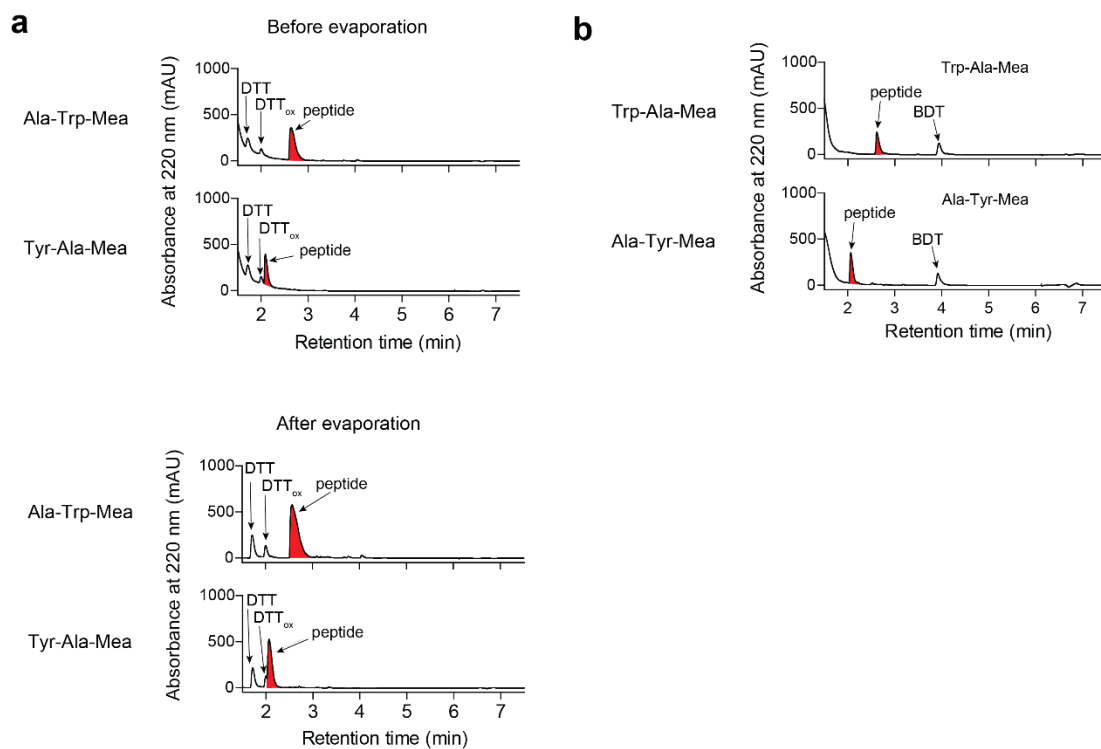 a
Before evaporation
Absorbance at 220 nm (mAU)
Ala-Trp-Mea
1000
500
0
DTT
DTTox
peptide
Tyr-Ala-Mea
1000
500
0
DTT
DTTox
peptide
2 3 4 5 6 7
Retention time (min)
After evaporation
Absorbance at 220 nm (mAU)
Ala-Trp-Mea
1000
500
0
DTT
DTTox
peptide
Tyr-Ala-Mea
1000
500
0
DTT
DTTox
peptide
2 3 4 5 6 7
Retention time (min)
b
Absorbance at 220 nm (mAU)
Trp-Ala-Mea
1000
500
0
Trp-Ala-Mea
peptide
BDT
Ala-Tyr-Mea
1000
500
0
Ala-Tyr-Mea
peptide
BDT
2 3 4 5 6 7
Retention time (min)